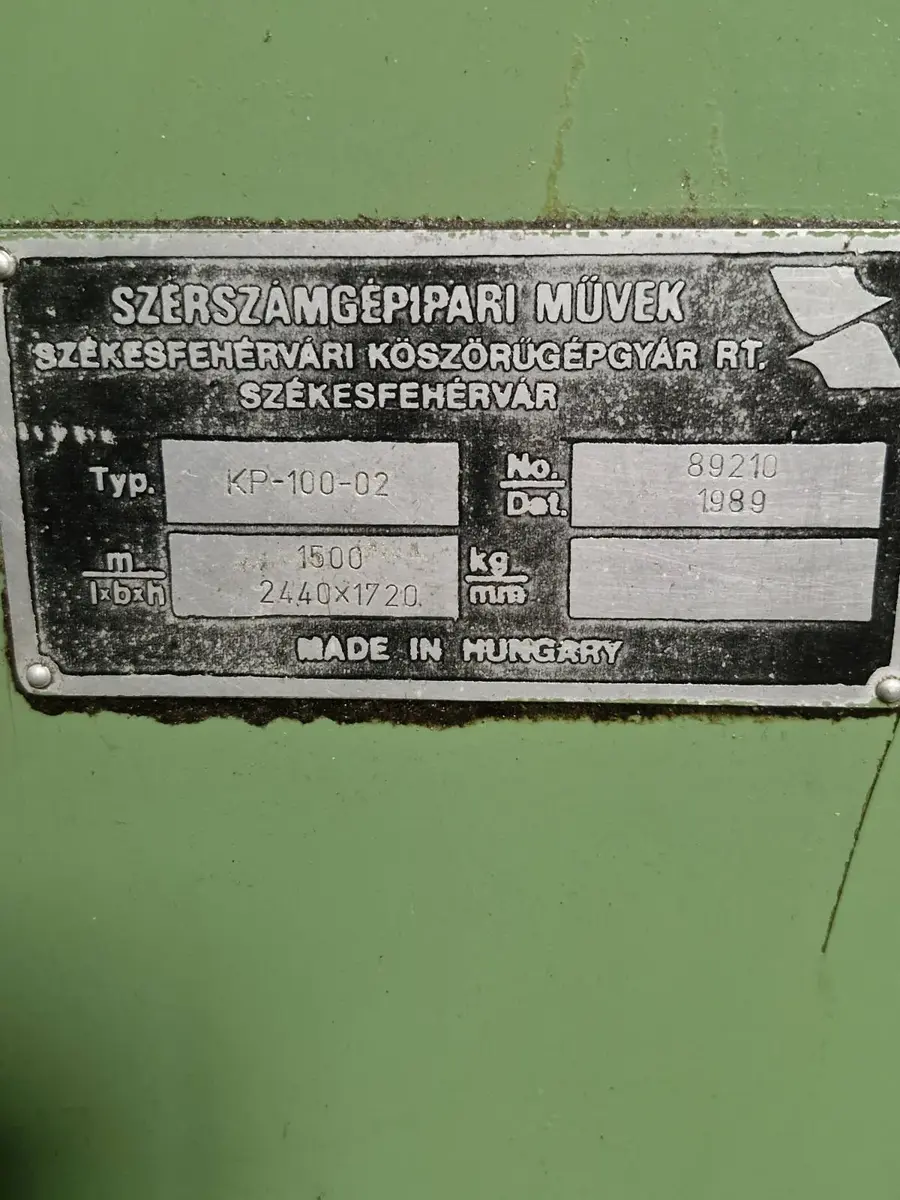 SZERSZÁMGÉPIPARI MŰVEK
SZÉKESFEHÉRVÁRI KÖSZÖRŰGÉPGYÁR RT.
SZÉKESFEHÉRVÁR
Typ. KP-100-02
No. 89210
Dat. 1989
m 1500
l×b×h 2440×1720
kg
mm
MADE IN HUNGARY